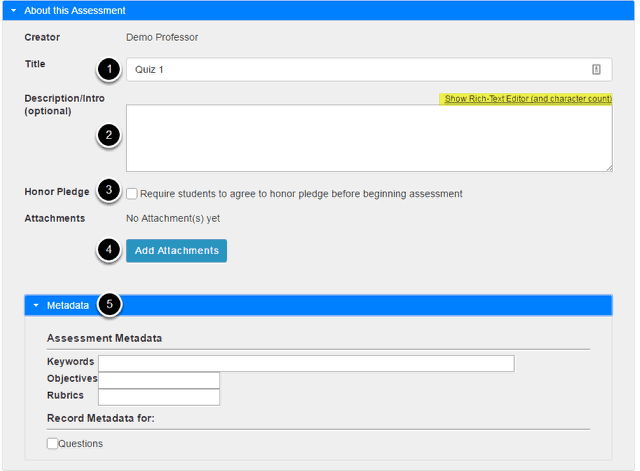 About this Assessment
Creator Demo Professor
Title 1 Quiz 1
Description/Intro Show Rich-Text Editor (and character count)
(optional)
2
Honor Pledge 3 Require students to agree to honor pledge before beginning assessment
Attachments No Attachment(s) yet
4 Add Attachments
Metadata 5
Assessment Metadata
Keywords
Objectives
Rubrics
Record Metadata for:
Questions